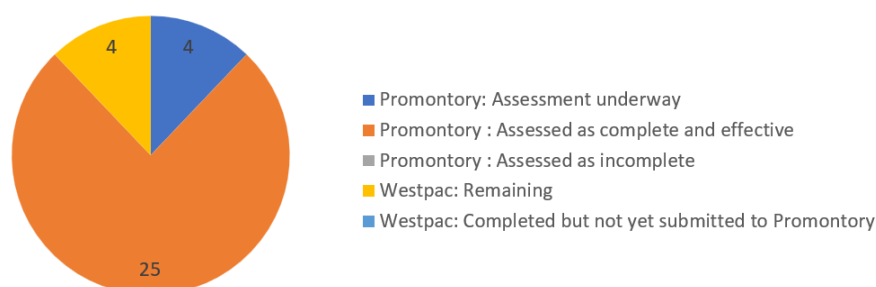 4
4
25
Promontory: Assessment underway
Promontory : Assessed as complete and effective
Promontory : Assessed as incomplete
Westpac: Remaining
Westpac: Completed but not yet submitted to Promontory